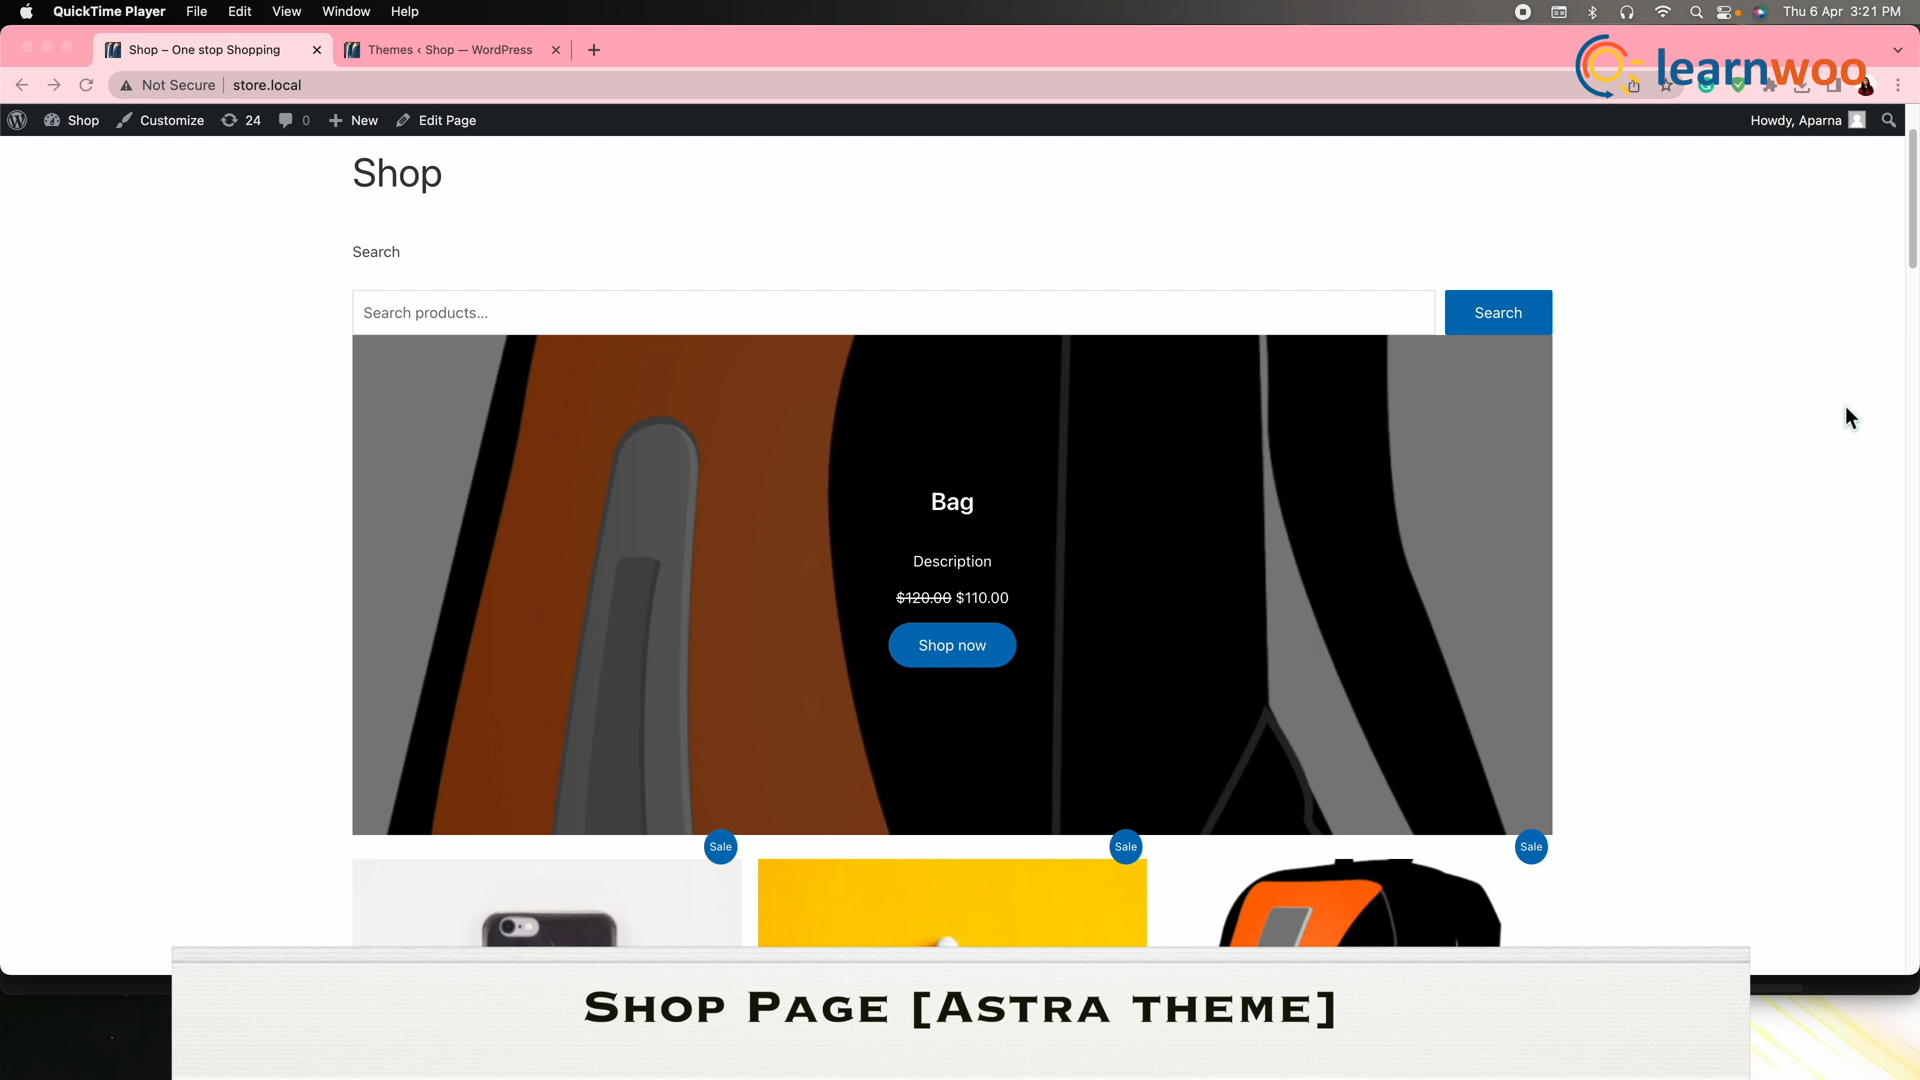 QuickTime Player File Edit View Window Help Thu 6 Apr 3:21 PM
Shop – One stop Shopping Themes ‹ Shop — WordPress
learnwoo
Not Secure store.local
Shop Customize 24 0 New Edit Page Howdy, Aparna
Shop
Search
Search products... Search
Bag
Description
$120.00 $110.00
Shop now
Sale Sale Sale
Shop Page [Astra theme]